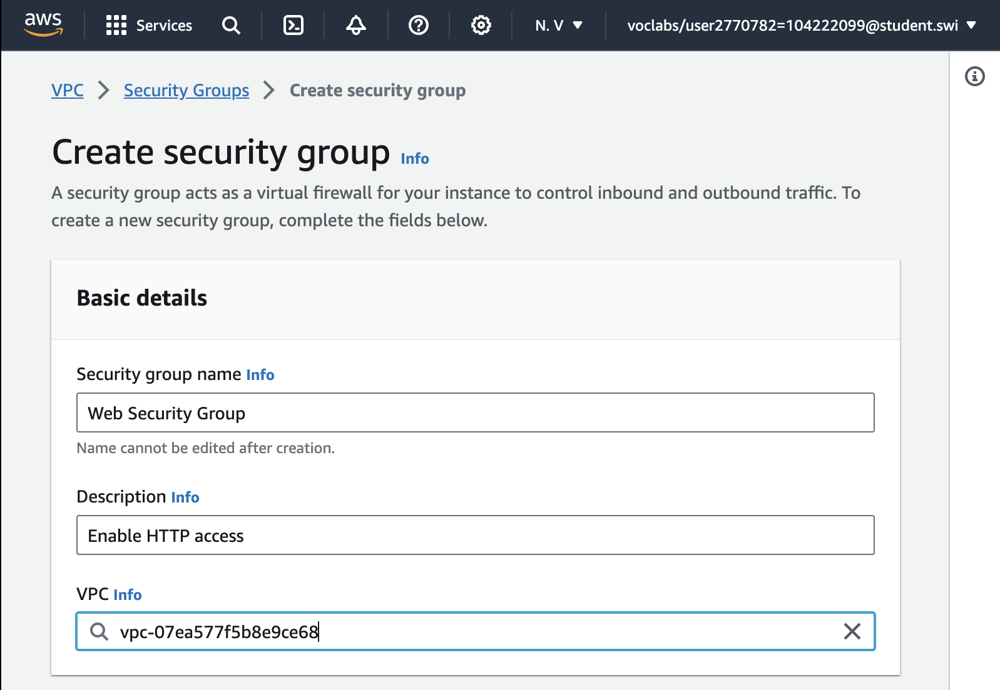 aws
Services
N. V
voclabs/user2770782=104222099@student.swi
VPC
Security Groups
Create security group
Create security group Info
A security group acts as a virtual firewall for your instance to control inbound and outbound traffic. To
create a new security group, complete the fields below.
Basic details
Security group name Info
Web Security Group
Name cannot be edited after creation.
Description Info
Enable HTTP access
VPC Info
vpc-07ea577f5b8e9ce68